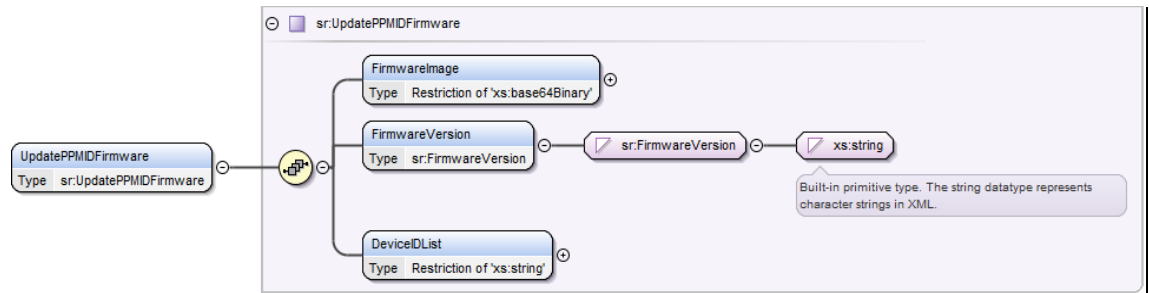 sr:UpdatePPMIDFirmware
FirmwareImage
Type Restriction of 'xs:base64Binary'
FirmwareVersion
Type sr:FirmwareVersion
sr:FirmwareVersion
xs:string
UpdatePPMIDFirmware
Type sr:UpdatePPMIDFirmware
Built-in primitive type. The string datatype represents
character strings in XML.
DeviceIDList
Type Restriction of 'xs:string'